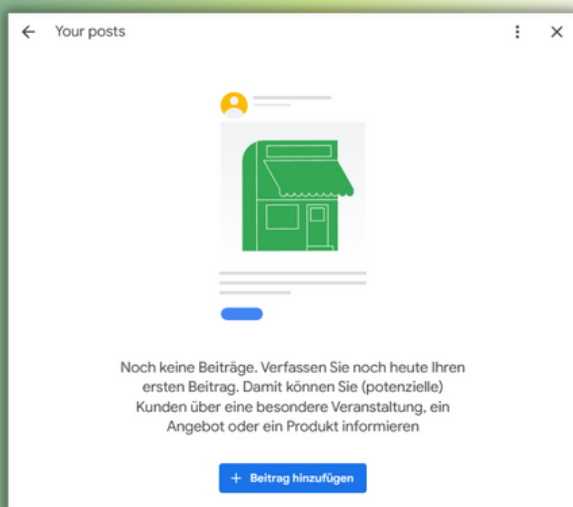 Your posts
Noch keine Beiträge. Verfassen Sie noch heute Ihren
ersten Beitrag. Damit können Sie (potenzielle)
Kunden über eine besondere Veranstaltung, ein
Angebot oder ein Produkt informieren
+ Beitrag hinzufügen